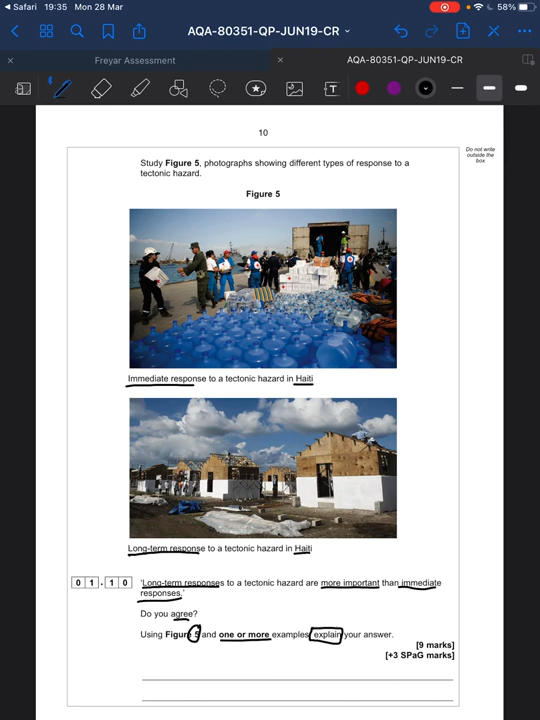 Safari 19:35 Mon 28 Mar 58%
AQA-80351-QP-JUN19-CR
Freyar Assessment
AQA-80351-QP-JUN19-CR
T
10
Do not write
outside the
box
Study Figure 5, photographs showing different types of response to a
tectonic hazard.
Figure 5
Immediate response to a tectonic hazard in Haiti
Long-term response to a tectonic hazard in Haiti
0 1 . 1 0 'Long-term responses to a tectonic hazard are more important than immediate
responses.'
Do you agree?
Using Figure 5 and one or more examples, explain your answer.
[9 marks]
[+3 SPaG marks]